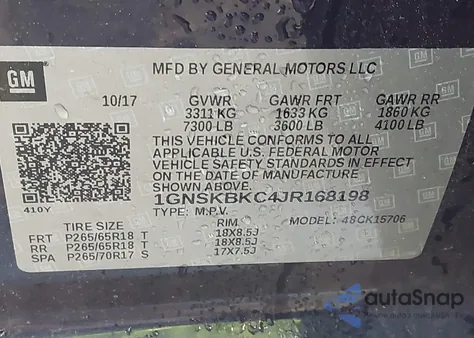 GM
MFD BY GENERAL MOTORS LLC
10/17 GVWR GAWR FRT GAWR RR
3311 KG 1633 KG 1860 KG
7300 LB 3600 LB 4100 LB
THIS VEHICLE CONFORMS TO ALL
APPLICABLE U.S. FEDERAL MOTOR
VEHICLE SAFETY STANDARDS IN EFFECT
ON THE DATE OF MANUFACTURE
SHOWN ABOVE.
1GNSKBKC4JR168198
410Y
TYPE: M.P.V. MODEL: 48CK15706
TIRE SIZE RIM
FRT P265/65R18 T 18X8.5J
RR P265/65R18 T 18X8.5J
SPA P265/70R17 S 17X7.5J
autoSnap
www.autosnap.us